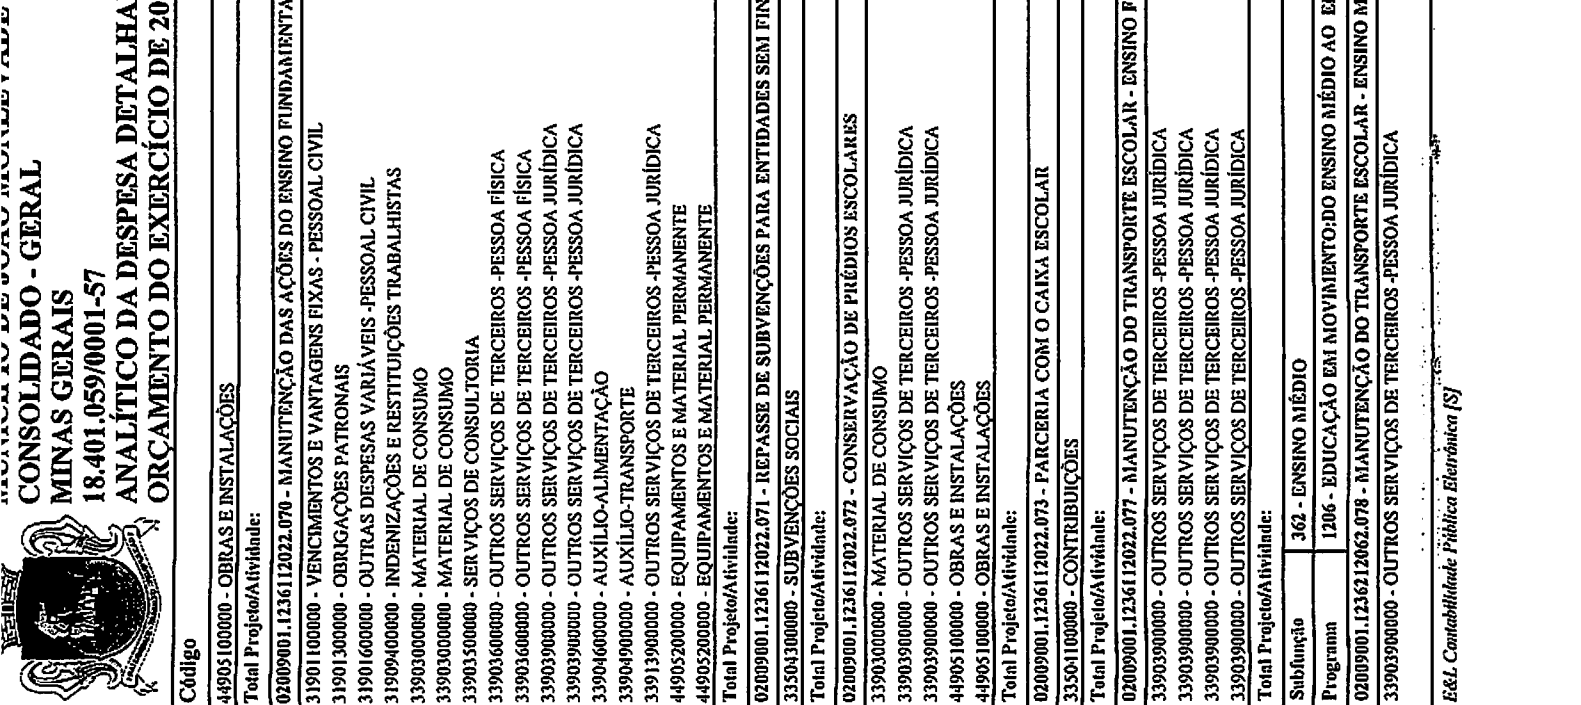 MUNICÍPIO DE JOÃO MONLEVADE
CONSOLIDADO - GERAL
MINAS GERAIS
18.401.059/0001-57
ANALÍTICO DA DESPESA DETALHA
ORÇAMENTO DO EXERCÍCIO DE 20
Código
44905100000 - OBRAS E INSTALAÇÕES
Total Projeto/Atividade:
02009001.1236112022.070 - MANUTENÇÃO DAS AÇÕES DO ENSINO FUNDAMENTA
31901100000 - VENCIMENTOS E VANTAGENS FIXAS - PESSOAL CIVIL
31901300000 - OBRIGAÇÕES PATRONAIS
31901600000 - OUTRAS DESPESAS VARIÁVEIS -PESSOAL CIVIL
31909400000 - INDENIZAÇÕES E RESTITUIÇÕES TRABALHISTAS
33903000000 - MATERIAL DE CONSUMO
33903000000 - MATERIAL DE CONSUMO
33903500000 - SERVIÇOS DE CONSULTORIA
33903600000 - OUTROS SERVIÇOS DE TERCEIROS -PESSOA FÍSICA
33903600000 - OUTROS SERVIÇOS DE TERCEIROS -PESSOA FÍSICA
33903900000 - OUTROS SERVIÇOS DE TERCEIROS -PESSOA JURÍDICA
33903900000 - OUTROS SERVIÇOS DE TERCEIROS -PESSOA JURÍDICA
33904600000 - AUXÍLIO-ALIMENTAÇÃO
33904900000 - AUXÍLIO-TRANSPORTE
33913900000 - OUTROS SERVIÇOS DE TERCEIROS -PESSOA JURÍDICA
44905200000 - EQUIPAMENTOS E MATERIAL PERMANENTE
44905200000 - EQUIPAMENTOS E MATERIAL PERMANENTE
Total Projeto/Atividade:
02009001.1236112022.071 - REPASSE DE SUBVENÇÕES PARA ENTIDADES SEM FIN
33504300000 - SUBVENÇÕES SOCIAIS
Total Projeto/Atividade:
02009001.1236112022.072 - CONSERVAÇÃO DE PRÉDIOS ESCOLARES
33903000000 - MATERIAL DE CONSUMO
33903900000 - OUTROS SERVIÇOS DE TERCEIROS -PESSOA JURÍDICA
33903900000 - OUTROS SERVIÇOS DE TERCEIROS -PESSOA JURÍDICA
44905100000 - OBRAS E INSTALAÇÕES
44905100000 - OBRAS E INSTALAÇÕES
Total Projeto/Atividade:
02009001.1236112022.073 - PARCERIA COM O CAIXA ESCOLAR
33504100000 - CONTRIBUIÇÕES
Total Projeto/Atividade:
02009001.1236112022.077 - MANUTENÇÃO DO TRANSPORTE ESCOLAR - ENSINO F
33903900000 - OUTROS SERVIÇOS DE TERCEIROS -PESSOA JURÍDICA
33903900000 - OUTROS SERVIÇOS DE TERCEIROS -PESSOA JURÍDICA
33903900000 - OUTROS SERVIÇOS DE TERCEIROS -PESSOA JURÍDICA
33903900000 - OUTROS SERVIÇOS DE TERCEIROS -PESSOA JURÍDICA
Total Projeto/Atividade:
Subfunção 362 - ENSINO MÉDIO
Programa 1206 - EDUCAÇÃO EM MOVIMENTO:DO ENSINO MÉDIO AO
02009001.1236212062.078 - MANUTENÇÃO DO TRANSPORTE ESCOLAR - ENSINO M
33903900000 - OUTROS SERVIÇOS DE TERCEIROS -PESSOA JURÍDICA
E&L Contabilidade Pública Eletrônica [S]